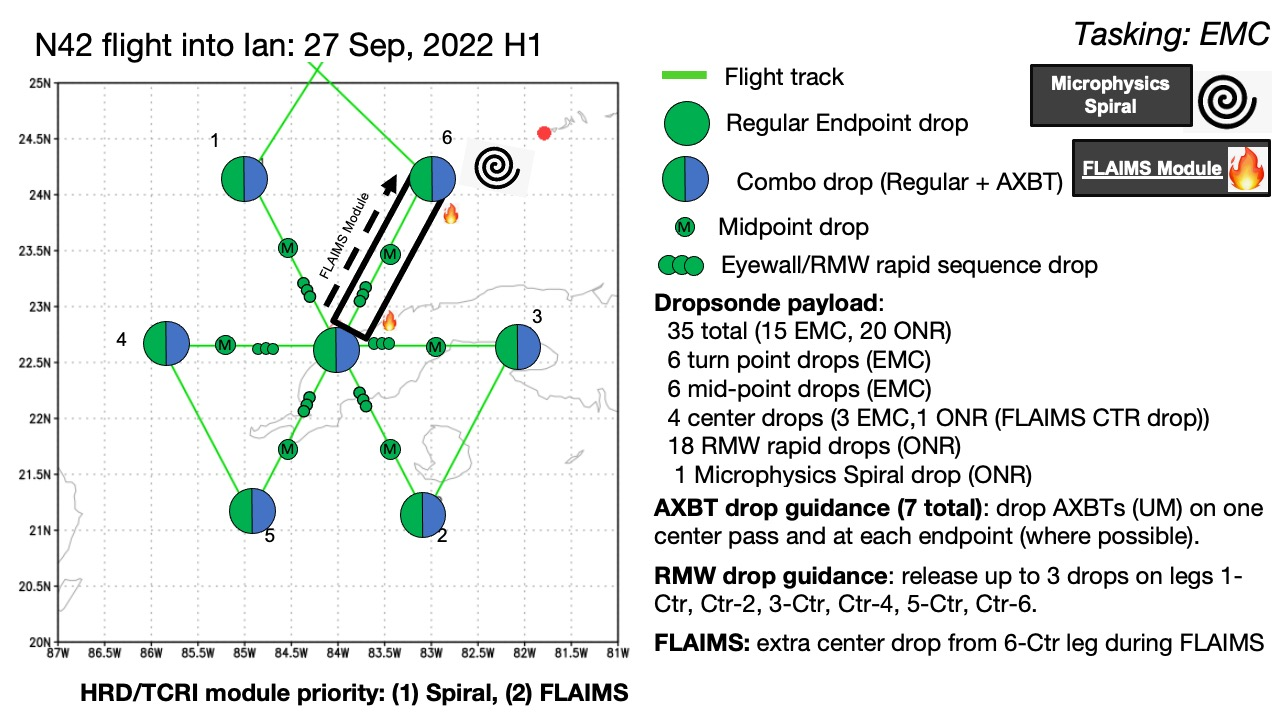 N42 flight into Ian: 27 Sep, 2022 H1
Tasking: EMC
25N
24.5N
24N
23.5N
23N
22.5N
22N
21.5N
21N
20.5N
20N
87W 86.5W 86W 85.5W 85W 84.5W 84W 83.5W 83W 82.5W 82W 81.5W 81W
1
6
3
4
5
2
M
M
M
M
M
M
FLAIMS Module
HRD/TCRI module priority: (1) Spiral, (2) FLAIMS
Flight track
Regular Endpoint drop
Combo drop (Regular + AXBT)
M Midpoint drop
Eyewall/RMW rapid sequence drop
Microphysics
Spiral
FLAIMS Module
Dropsonde payload:
35 total (15 EMC, 20 ONR)
6 turn point drops (EMC)
6 mid-point drops (EMC)
4 center drops (3 EMC,1 ONR (FLAIMS CTR drop))
18 RMW rapid drops (ONR)
1 Microphysics Spiral drop (ONR)
AXBT drop guidance (7 total): drop AXBTs (UM) on one
center pass and at each endpoint (where possible).
RMW drop guidance: release up to 3 drops on legs 1-
Ctr, Ctr-2, 3-Ctr, Ctr-4, 5-Ctr, Ctr-6.
FLAIMS: extra center drop from 6-Ctr leg during FLAIMS